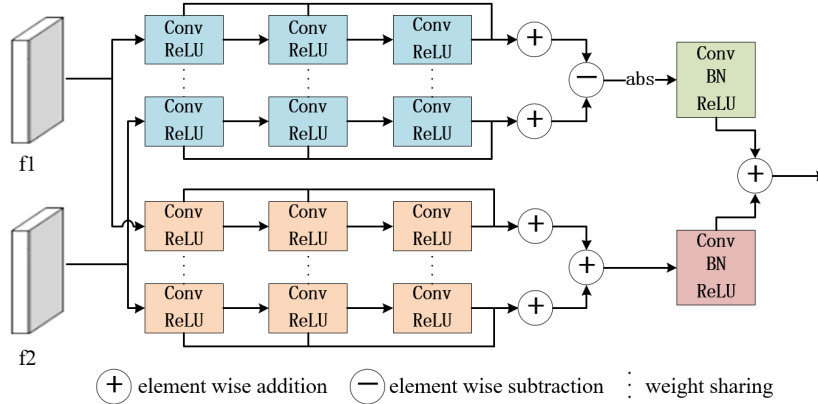 Conv
ReLU
Conv
ReLU
Conv
ReLU
+
−
abs
Conv
BN
ReLU
Conv
ReLU
Conv
ReLU
Conv
ReLU
+
f1
+
Conv
ReLU
Conv
ReLU
Conv
ReLU
+
+
Conv
BN
ReLU
Conv
ReLU
Conv
ReLU
Conv
ReLU
+
f2
+ element wise addition
− element wise subtraction
⋮ weight sharing